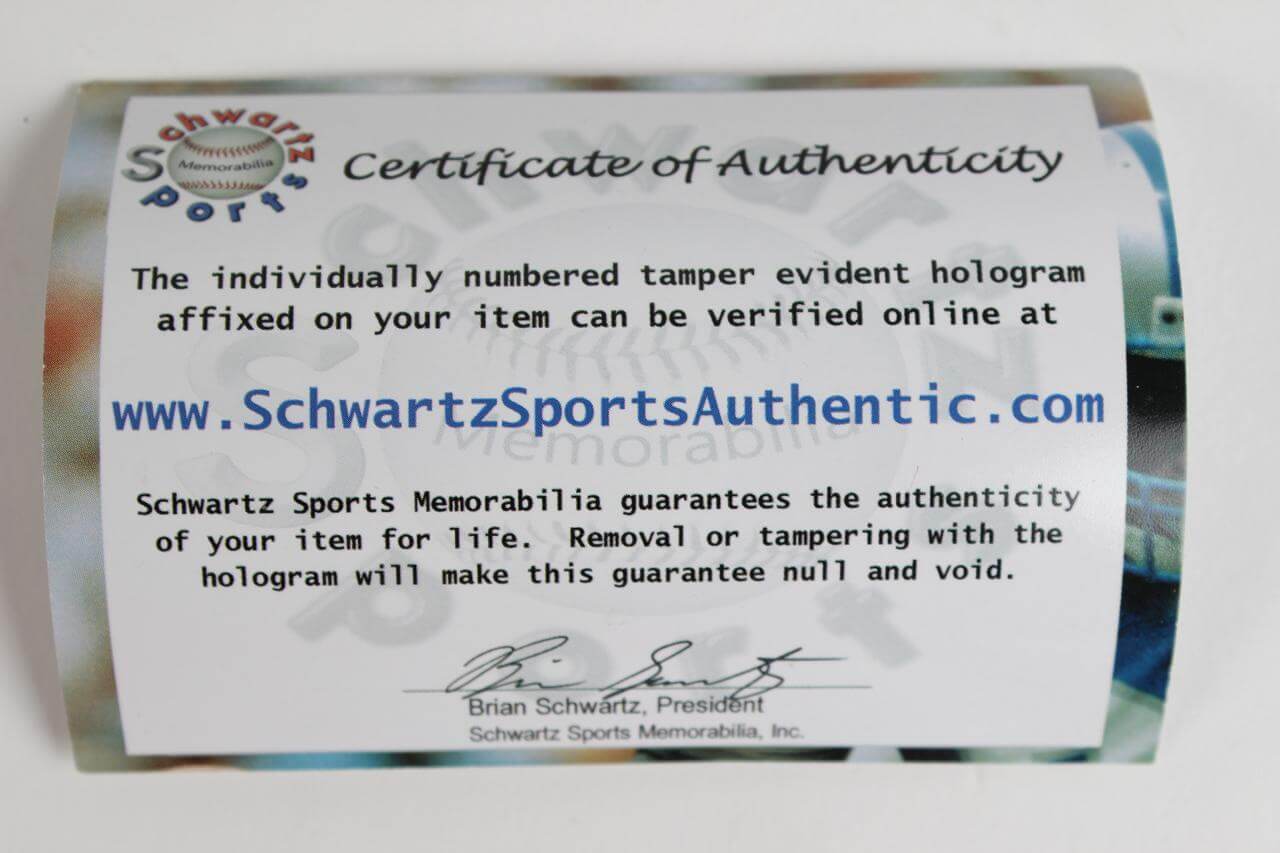 Schwartz
Sports
Memorabilia
Certificate of Authenticity
The individually numbered tamper evident hologram
affixed on your item can be verified online at
www.SchwartzSportsAuthentic.com
Schwartz Sports Memorabilia guarantees the authenticity
of your item for life.  Removal or tampering with the
hologram will make this guarantee null and void.
Brian Schwartz, President
Schwartz Sports Memorabilia, Inc.